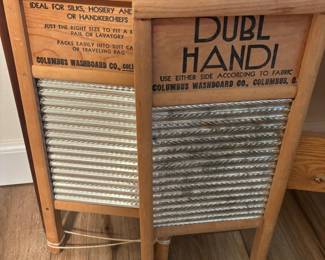 IDEAL FOR SILKS, HOSIERY AND
OR HANDKERCHIEFS
JUST THE RIGHT SIZE TO FIT A
PAIL OR LAVATORY
PACKS EASILY INTO SUIT CA
OR TRAVELING BAG
COLUMBUS WASHBOARD CO., COL
DUBL
HANDI
USE EITHER SIDE ACCORDING TO FABRIC
COLUMBUS WASHBOARD CO., COLUMBUS, O.